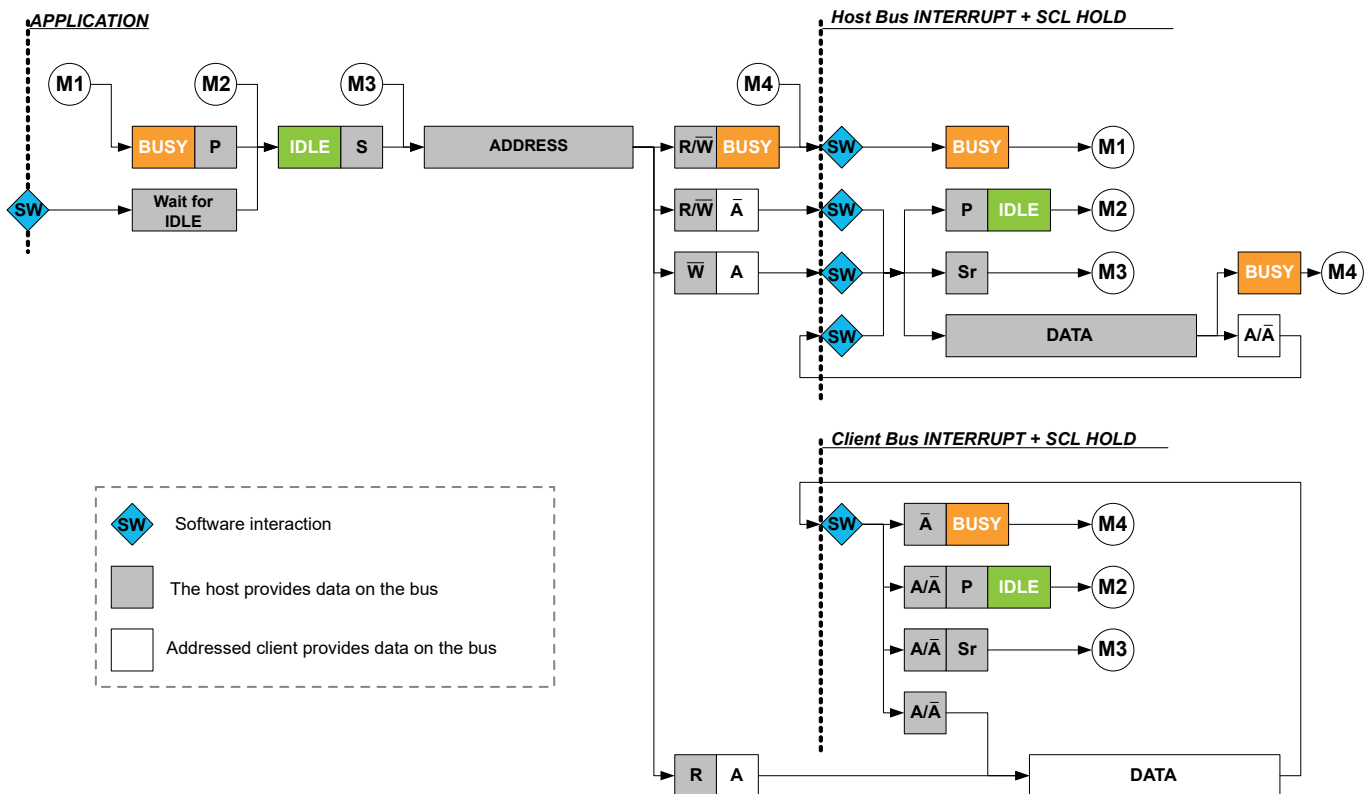 APPLICATION
Host Bus INTERRUPT + SCL HOLD
M1
M2
M3
M4
BUSY P
IDLE S
ADDRESS
R/W̅ BUSY
SW
BUSY
M1
SW
Wait for
IDLE
R/W̅ A̅
SW
P IDLE
M2
W̅ A
SW
Sr
M3
BUSY
M4
SW
DATA
A/A̅
Client Bus INTERRUPT + SCL HOLD
SW
A̅ BUSY
M4
A/A̅ P IDLE
M2
A/A̅ Sr
M3
A/A̅
R A
DATA
SW Software interaction
The host provides data on the bus
Addressed client provides data on the bus